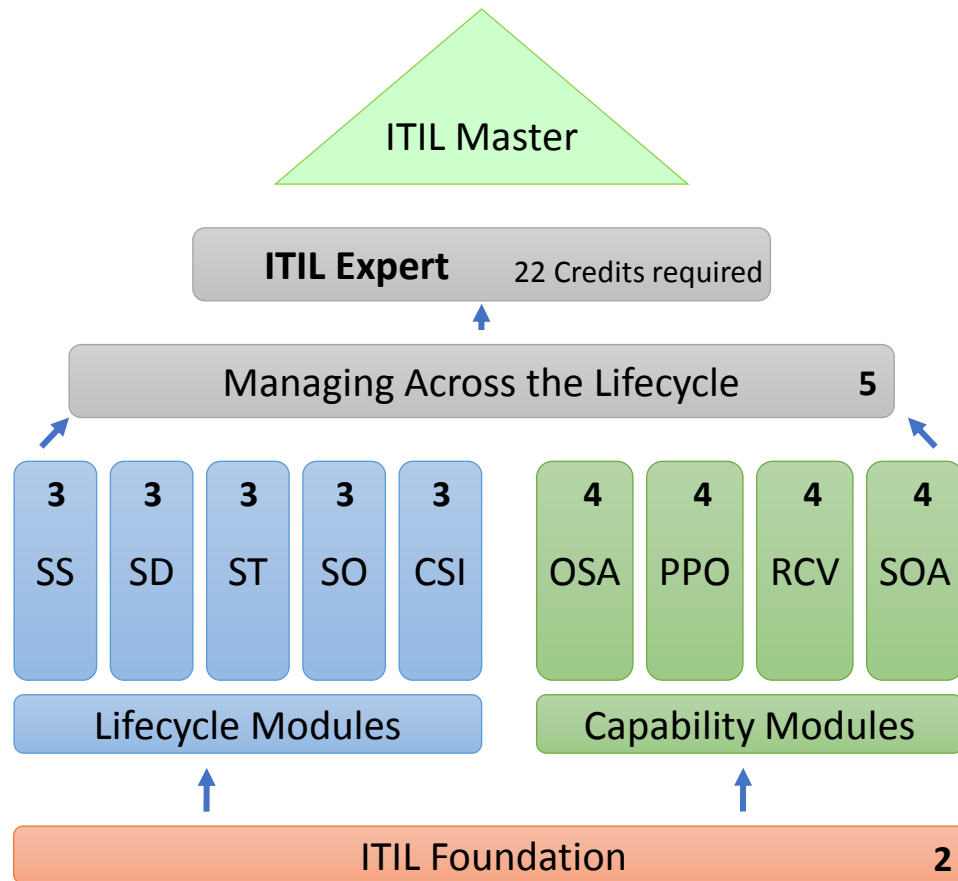 ITIL Master
ITIL Expert 22 Credits required
Managing Across the Lifecycle 5
3 3 3 3 3 4 4 4 4
SS SD ST SO CSI OSA PPO RCV SOA
Lifecycle Modules Capability Modules
ITIL Foundation 2